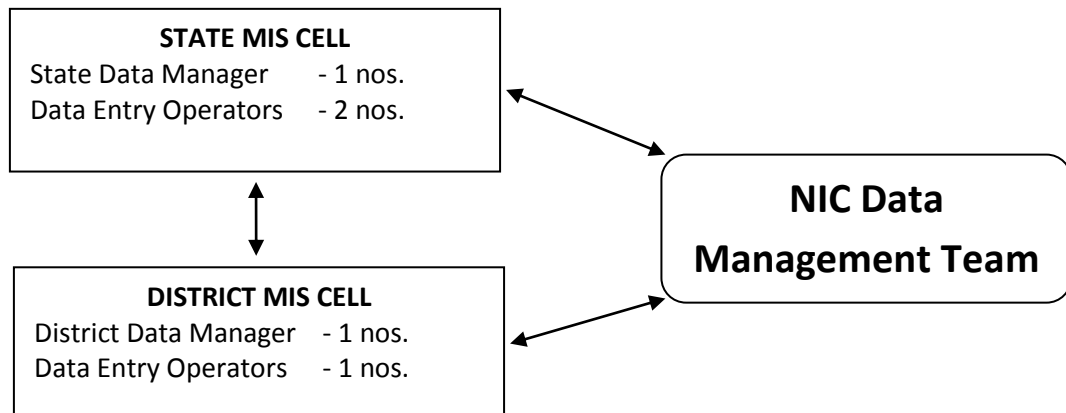 STATE MIS CELL
State Data Manager - 1 nos.
Data Entry Operators - 2 nos.
NIC Data
Management Team
DISTRICT MIS CELL
District Data Manager - 1 nos.
Data Entry Operators - 1 nos.